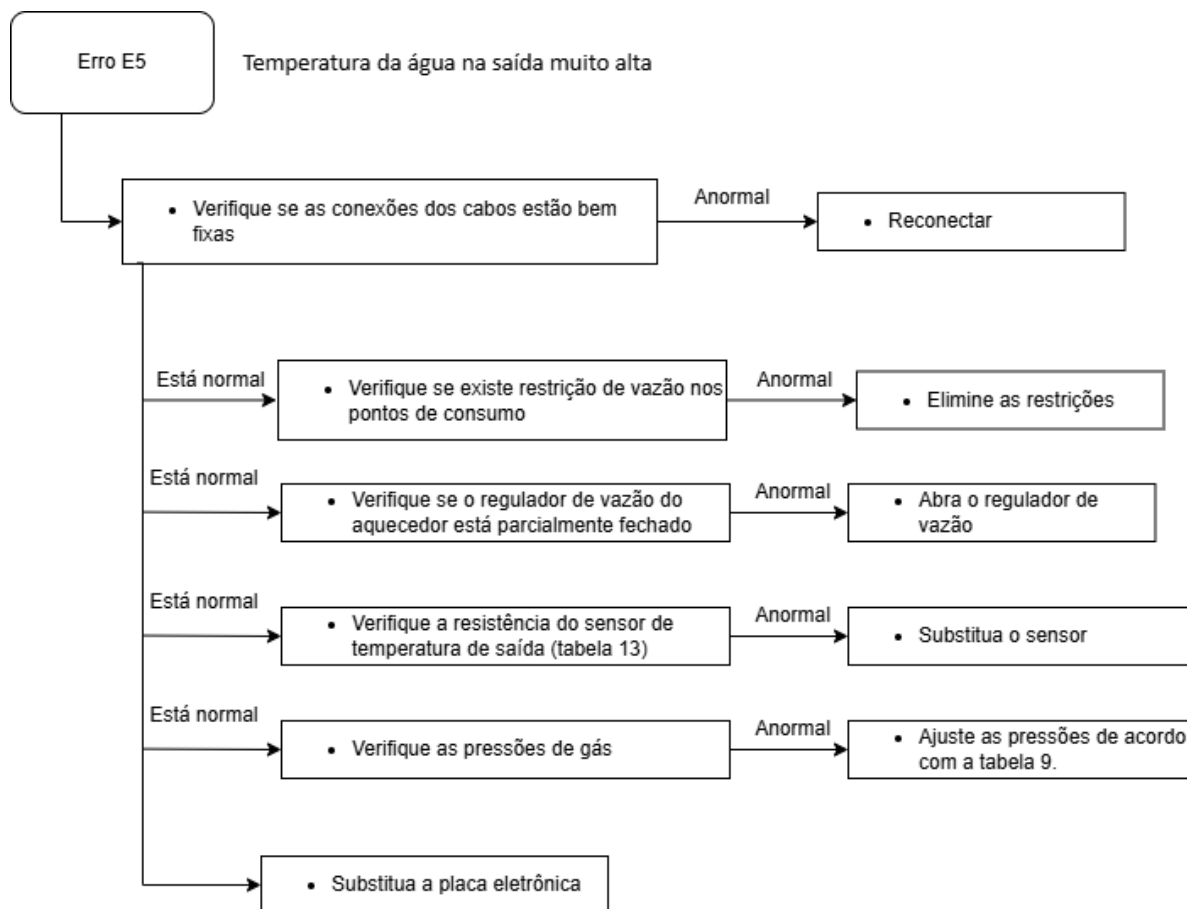 Erro E5
Temperatura da água na saída muito alta
• Verifique se as conexões dos cabos estão bem
fixas
Anormal
• Reconectar
Está normal
• Verifique se existe restrição de vazão nos
pontos de consumo
Anormal
• Elimine as restrições
Está normal
• Verifique se o regulador de vazão do
aquecedor está parcialmente fechado
Anormal
• Abra o regulador de
vazão
Está normal
• Verifique a resistência do sensor de
temperatura de saída (tabela 13)
Anormal
• Substitua o sensor
Está normal
• Verifique as pressões de gás
Anormal
• Ajuste as pressões de acordo
com a tabela 9.
• Substitua a placa eletrônica